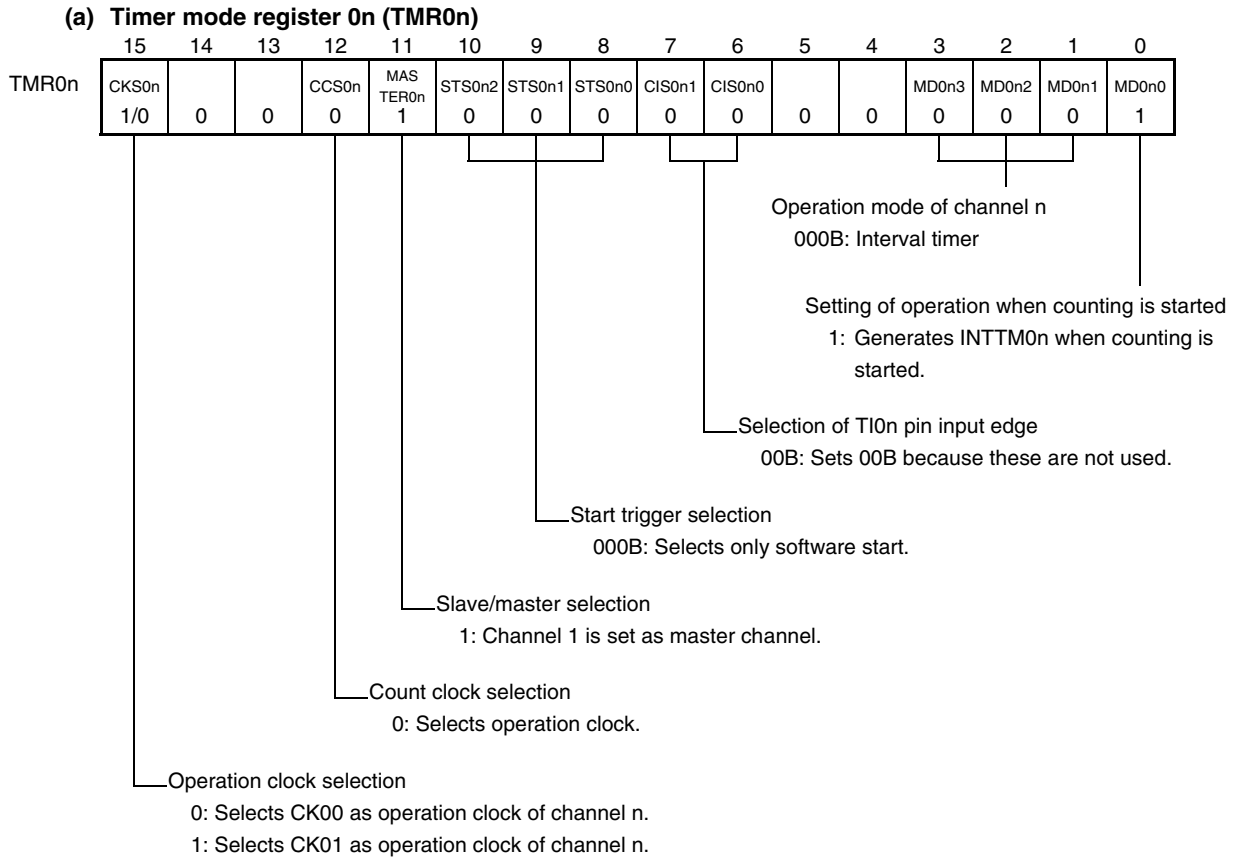 (a) Timer mode register 0n (TMR0n)
15 14 13 12 11 10 9 8 7 6 5 4 3 2 1 0
TMR0n
CKS0n CCS0n MAS STS0n2 STS0n1 STS0n0 CIS0n1 CIS0n0 MD0n3 MD0n2 MD0n1 MD0n0
TER0n
1/0 0 0 0 1 0 0 0 0 0 0 0 0 0 0 1
Operation mode of channel n
000B: Interval timer
Setting of operation when counting is started
1: Generates INTTM0n when counting is
started.
Selection of TI0n pin input edge
00B: Sets 00B because these are not used.
Start trigger selection
000B: Selects only software start.
Slave/master selection
1: Channel 1 is set as master channel.
Count clock selection
0: Selects operation clock.
Operation clock selection
0: Selects CK00 as operation clock of channel n.
1: Selects CK01 as operation clock of channel n.